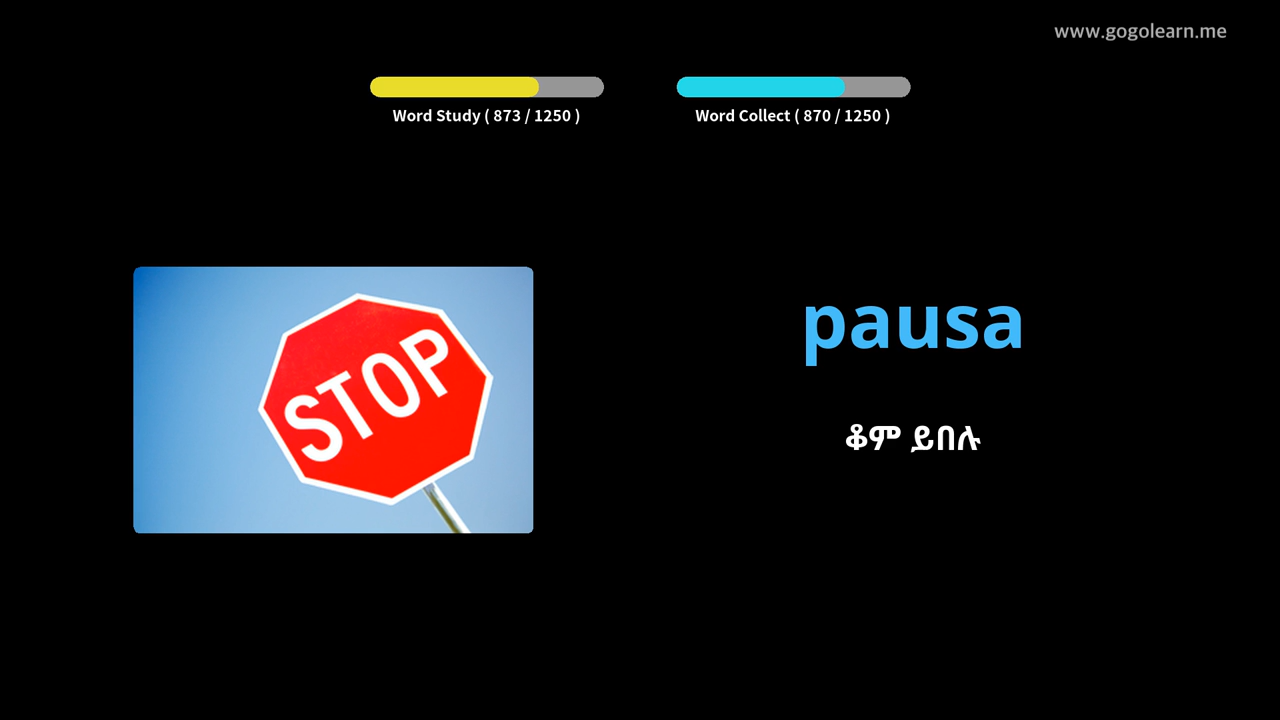 www.gogolearn.me
Word Study ( 873 / 1250 )
Word Collect ( 870 / 1250 )
STOP
pausa
ቆም ይበሉ